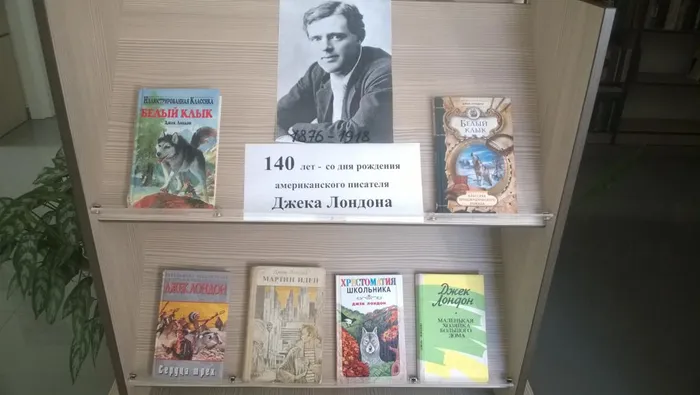 1876-1918
140 лет - со дня рождения
американского писателя
Джека Лондона
Иллюстрированная Классика
БЕЛЫЙ КЛЫК
Джек Лондон
БЕЛЫЙ
КЛЫК
ДЖЕК ЛОНДОН
Сердца трех
МАРТИН ИДЕН
ХРЕСТОМАТИЯ
ШКОЛЬНИКА
ДЖЕК ЛОНДОН
Джек
Лондон
МАЛЕНЬКАЯ
ХОЗЯЙКА
БОЛЬШОГО
ДОМА